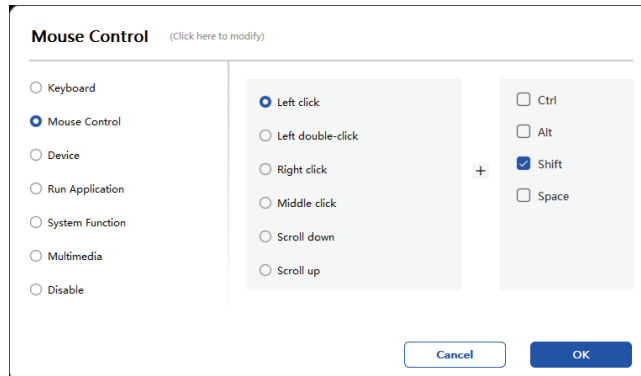 Mouse Control (Click here to modify)
Keyboard
Mouse Control
Device
Run Application
System Function
Multimedia
Disable
Left click
Left double-click
Right click
Middle click
Scroll down
Scroll up
+
Ctrl
Alt
Shift
Space
Cancel
OK